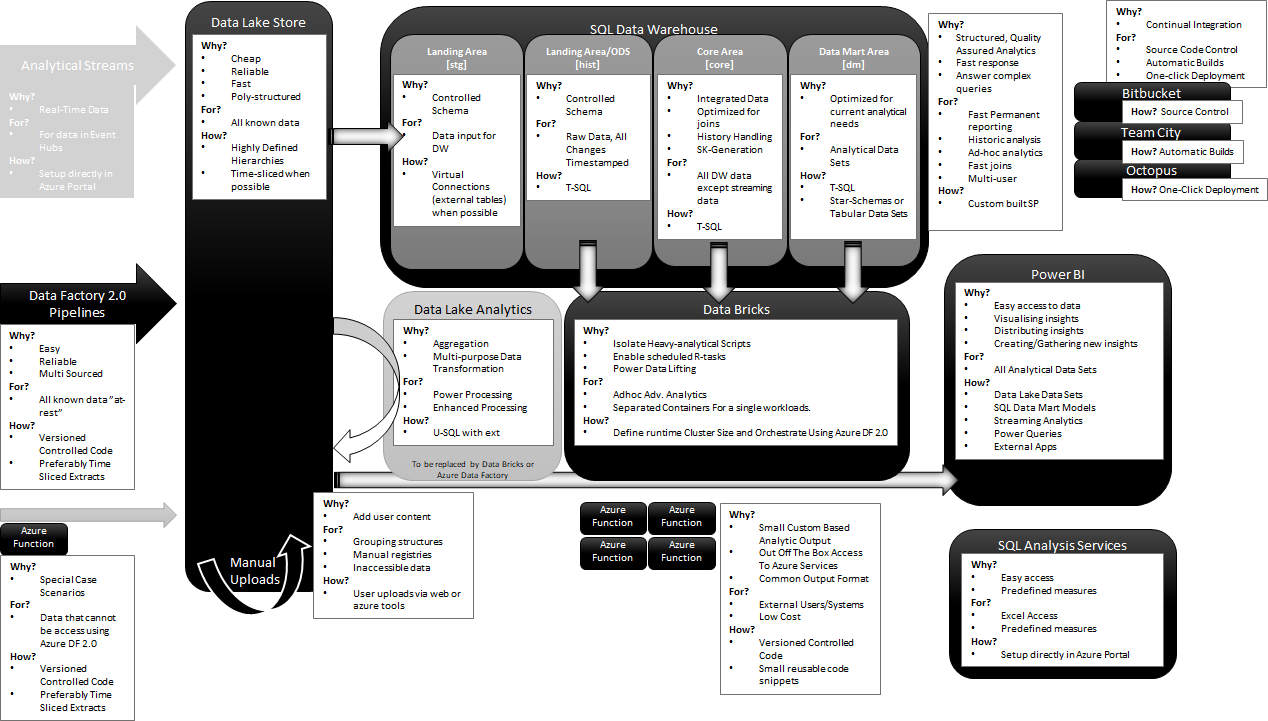 Analytical Streams
Why?
• Real-Time Data
For?
• For data in Event
Hubs
How?
• Setup directly in
Azure Portal
Data Factory 2.0
Pipelines
Why?
• Easy
• Reliable
• Multi Sourced
For?
• All known data ”at-
rest”
How?
• Versioned
Controlled Code
• Preferably Time
Sliced Extracts
Azure
Function
Why?
• Special Case
Scenarios
For?
• Data that cannot
be access using
Azure DF 2.0
How?
• Versioned
Controlled Code
• Preferably Time
Sliced Extracts
Data Lake Store
Why?
• Cheap
• Reliable
• Fast
• Poly-structured
For?
• All known data
How?
• Highly Defined
Hierarchies
• Time-sliced when
possible
Manual
Uploads
Why?
• Add user content
For?
• Grouping structures
• Manual registries
• Inaccessible data
How?
• User uploads via web or
azure tools
SQL Data Warehouse
Landing Area
[stg]
Why?
• Controlled
Schema
For?
• Data input for
DW
How?
• Virtual
Connections
(external tables)
when possible
Landing Area/ODS
[hist]
Why?
• Controlled
Schema
For?
• Raw Data, All
Changes
Timestamped
How?
• T-SQL
Core Area
[core]
Why?
• Integrated Data
• Optimized for
joins
• History Handling
• SK-Generation
For?
• All DW data
except streaming
data
How?
• T-SQL
Data Mart Area
[dm]
Why?
• Optimized for
current analytical
needs
For?
• Analytical Data
Sets
How?
• T-SQL
• Star-Schemas or
Tabular Data Sets
Why?
• Structured, Quality
Assured Analytics
• Fast response
• Answer complex
queries
For?
• Fast Permanent
reporting
• Historic analysis
• Ad-hoc analytics
• Fast joins
• Multi-user
How?
• Custom built SP
Why?
• Continual Integration
For?
• Source Code Control
• Automatic Builds
• One-click Deployment
Bitbucket
How? Source Control
Team City
How? Automatic Builds
Octopus
How? One-Click Deployment
Data Lake Analytics
Why?
• Aggregation
• Multi-purpose Data
Transformation
For?
• Power Processing
• Enhanced Processing
How?
• U-SQL with ext
To be replaced by Data Bricks or
Azure Data Factory
Data Bricks
Why?
• Isolate Heavy-analytical Scripts
• Enable scheduled R-tasks
• Power Data Lifting
For?
• Adhoc Adv. Analytics
• Separated Containers For a single workloads.
How?
• Define runtime Cluster Size and Orchestrate Using Azure DF 2.0
Power BI
Why?
• Easy access to data
• Visualising insights
• Distributing insights
• Creating/Gathering new insights
For?
• All Analytical Data Sets
How?
• Data Lake Data Sets
• SQL Data Mart Models
• Streaming Analytics
• Power Queries
• External Apps
Azure
Function
Azure
Function
Azure
Function
Azure
Function
Why?
• Small Custom Based
Analytic Output
• Out Off The Box Access
To Azure Services
• Common Output Format
For?
• External Users/Systems
• Low Cost
How?
• Versioned Controlled
Code
• Small reusable code
snippets
SQL Analysis Services
Why?
• Easy access
• Predefined measures
For?
• Excel Access
• Predefined measures
How?
• Setup directly in Azure Portal